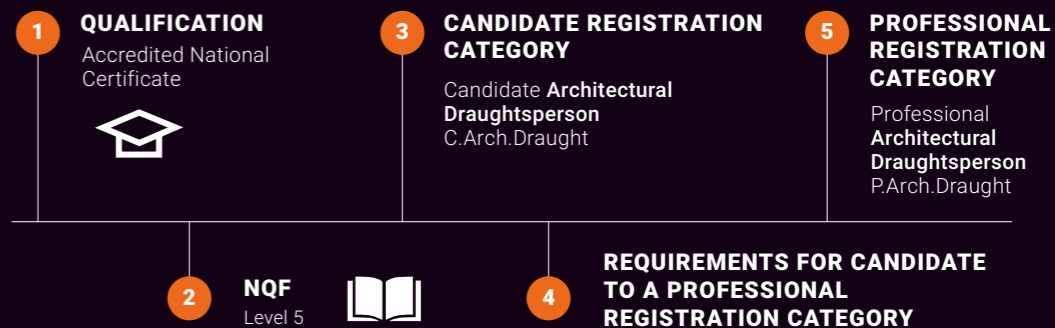 1
QUALIFICATION
Accredited National
Certificate
3
CANDIDATE REGISTRATION
CATEGORY
Candidate Architectural
Draughtsperson
C.Arch.Draught
5
PROFESSIONAL
REGISTRATION
CATEGORY
Professional
Architectural
Draughtsperson
P.Arch.Draught
2
NQF
Level 5
4
REQUIREMENTS FOR CANDIDATE
TO A PROFESSIONAL
REGISTRATION CATEGORY